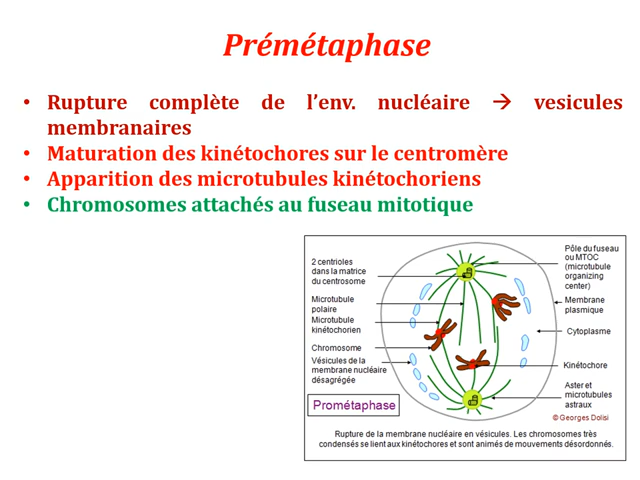 Prémétaphase
• Rupture complète de l’env. nucléaire → vesicules
membranaires
• Maturation des kinétochores sur le centromère
• Apparition des microtubules kinétochoriens
• Chromosomes attachés au fuseau mitotique
2 centrioles
dans la matrice
du centrosome
Microtubule
polaire
Microtubule
kinétochorien
Chromosome
Vésicules de la
membrane nucléaire
désagrégée
Prométaphase
Pôle du fuseau
ou MTOC
(microtubule
organizing
center)
Membrane
plasmique
Cytoplasme
Kinétochore
Aster et
microtubules
astraux
© Georges Dolisi
Rupture de la membrane nucléaire en vésicules. Les chromosomes très
condensés se lient aux kinétochores et sont animés de mouvements désordonnés.